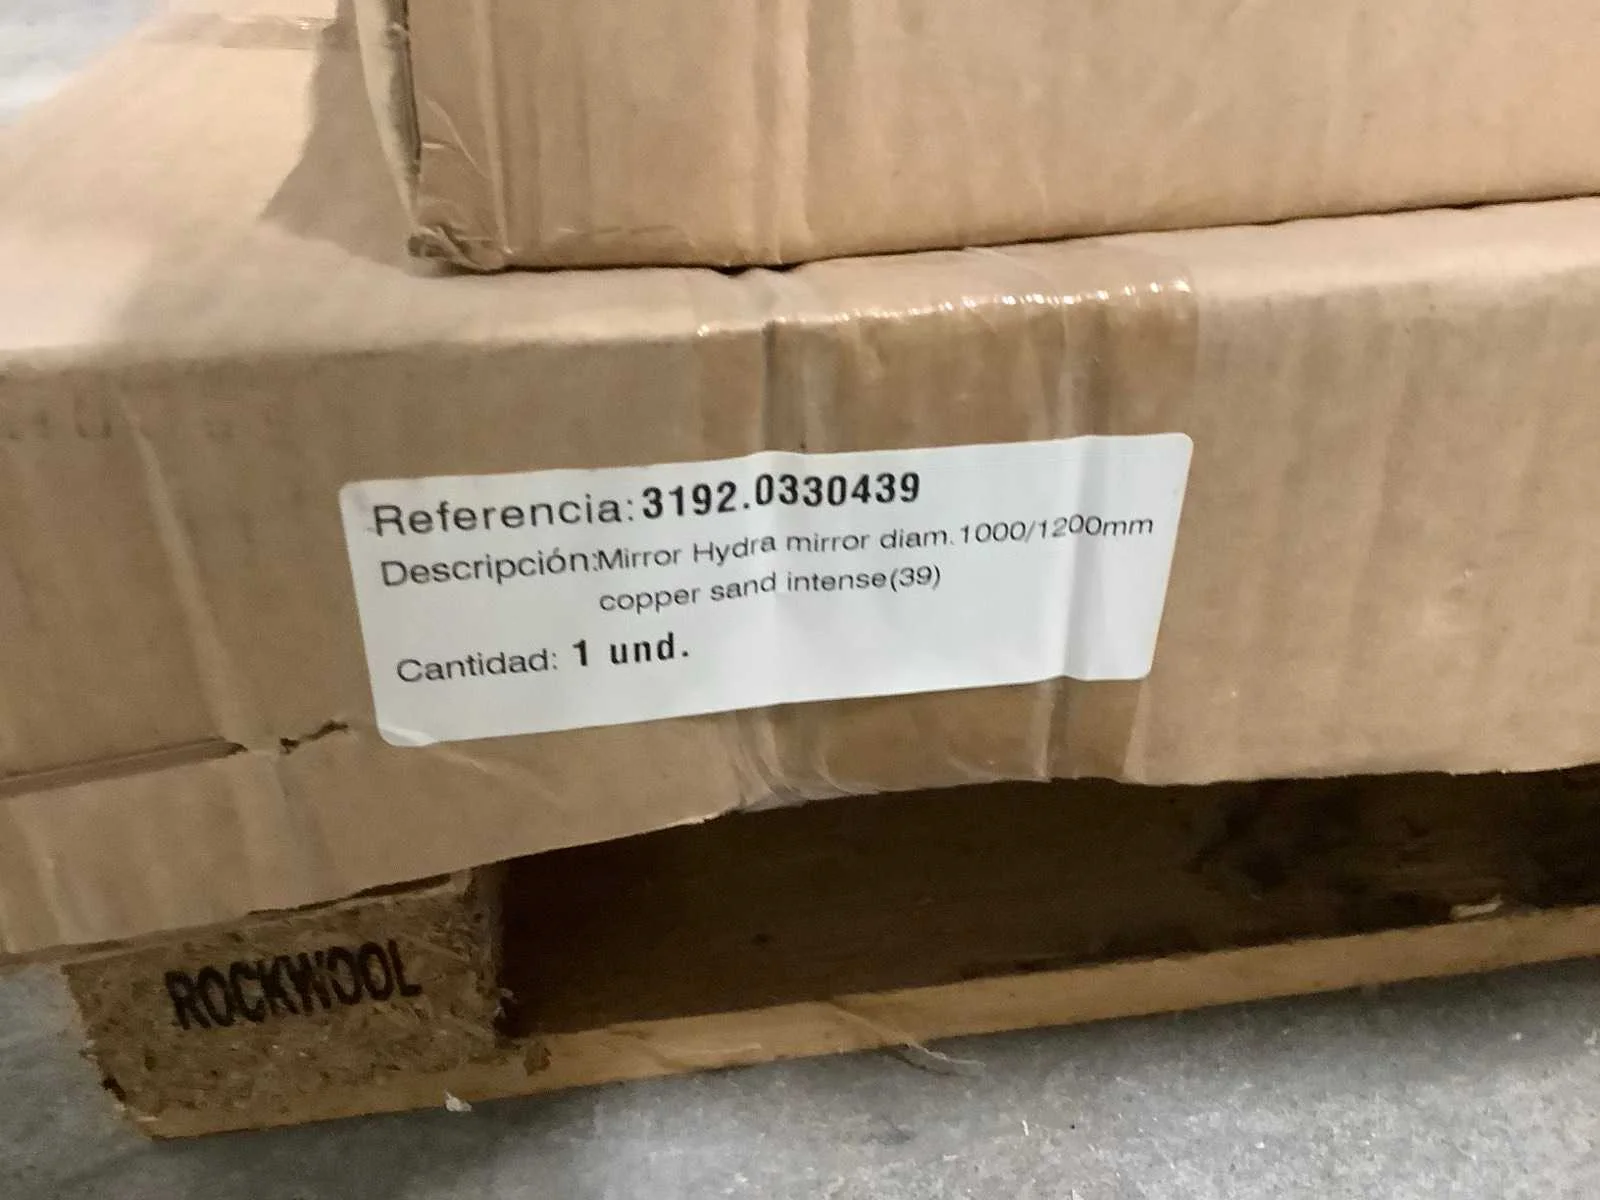 Referencia:3192.0330439
Descripción:Mirror Hydra mirror diam.1000/1200mm
copper sand intense(39)
Cantidad: 1 und.
ROCKWOOL